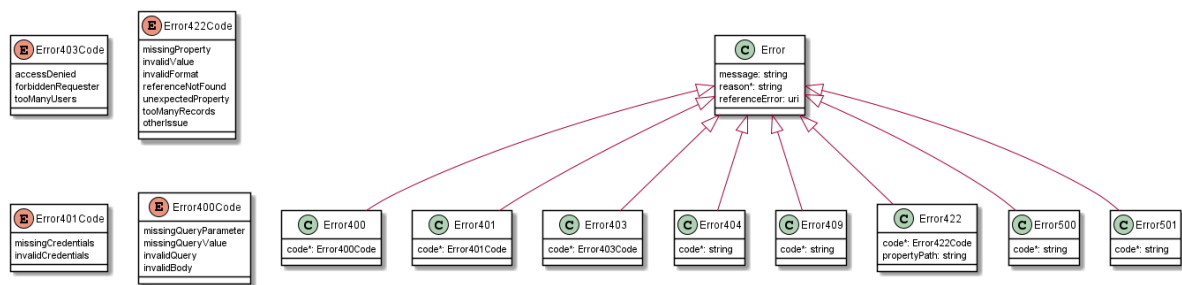 E Error403Code
accessDenied
forbiddenRequester
tooManyUsers
E Error422Code
missingProperty
invalidValue
invalidFormat
referenceNotFound
unexpectedProperty
tooManyRecords
otherIssue
C Error
message: string
reason*: string
referenceError: uri
E Error401Code
missingCredentials
invalidCredentials
E Error400Code
missingQueryParameter
missingQueryValue
invalidQuery
invalidBody
C Error400
code*: Error400Code
C Error401
code*: Error401Code
C Error403
code*: Error403Code
C Error404
code*: string
C Error409
code*: string
C Error422
code*: Error422Code
propertyPath: string
C Error500
code*: string
C Error501
code*: string